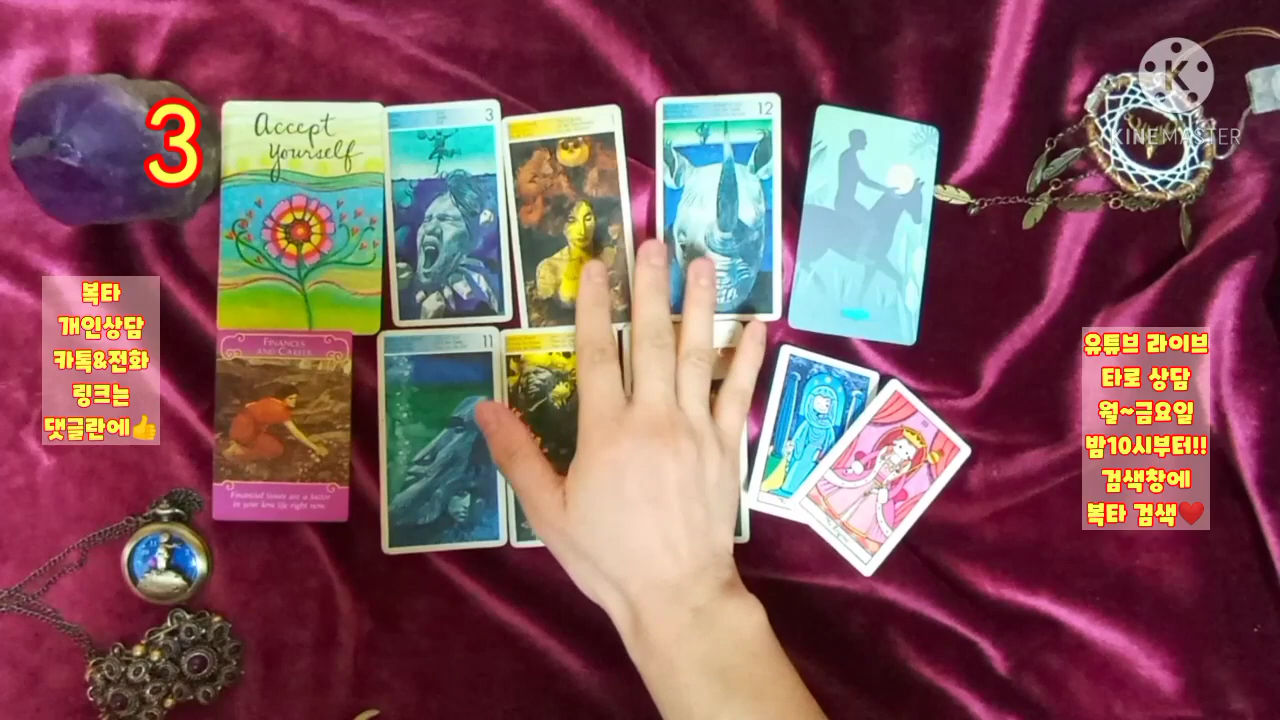 3
Accept
yourself
3
1
12
K
KINEMASTER
복타
개인상담
카톡&전화
링크는
댓글란에👍
FINANCES
AND CAREER
Financial issues are a factor
in your love life right now.
11
유튜브 라이브
타로 상담
월~금요일
밤10시부터!!
검색창에
복타 검색❤️